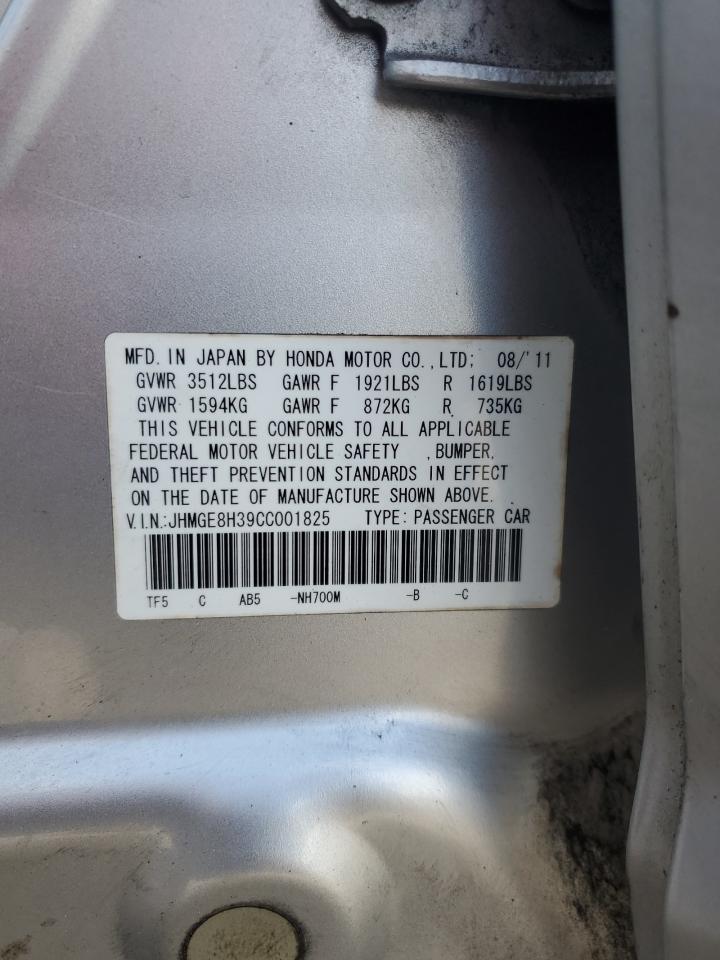 MFD. IN JAPAN BY HONDA MOTOR CO.,LTD; 08/'11
GVWR 3512LBS GAWR F 1921LBS R 1619LBS
GVWR 1594KG GAWR F 872KG R 735KG
THIS VEHICLE CONFORMS TO ALL APPLICABLE
FEDERAL MOTOR VEHICLE SAFETY ,BUMPER,
AND THEFT PREVENTION STANDARDS IN EFFECT
ON THE DATE OF MANUFACTURE SHOWN ABOVE.
V.I.N.:JHMGE8H39CC001825 TYPE: PASSENGER CAR
TF5 C AB5 -NH700M -B -C